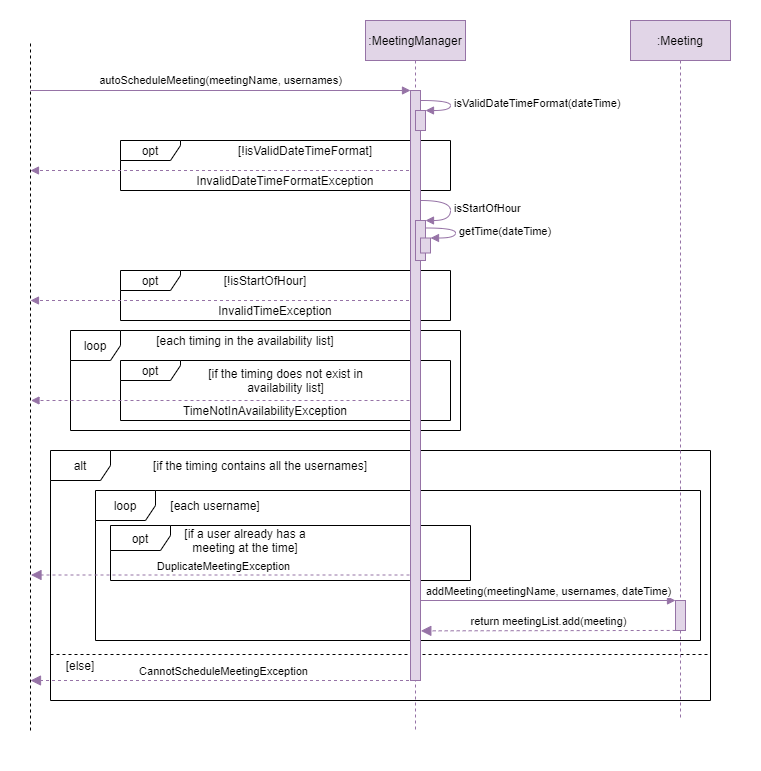 :MeetingManager
:Meeting
autoScheduleMeeting(meetingName, usernames)
isValidDateTimeFormat(dateTime)
opt
[!isValidDateTimeFormat]
InvalidDateTimeFormatException
isStartOfHour
getTime(dateTime)
opt
[!isStartOfHour]
InvalidTimeException
loop
[each timing in the availability list]
opt
[if the timing does not exist in
availability list]
TimeNotInAvailabilityException
alt
[if the timing contains all the usernames]
loop
[each username]
opt
[if a user already has a
meeting at the time]
DuplicateMeetingException
addMeeting(meetingName, usernames, dateTime)
return meetingList.add(meeting)
[else]
CannotScheduleMeetingException